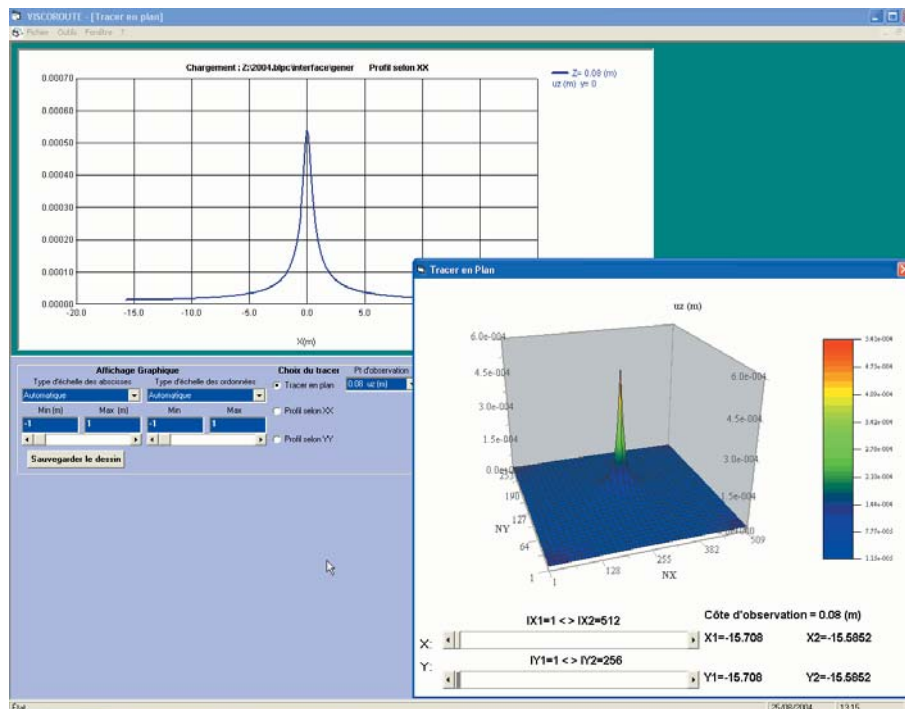 VISCOROUTE - [Tracer en plan]
Fichier Outils Fenêtre ?
Chargement : Z:\2004.blpc\interface\gener Profil selon XX
Z= 0.08 (m)
uz (m) y= 0
0.00070
0.00060
0.00050
0.00040
0.00030
0.00020
0.00010
0.00000
-20.0 -15.0 -10.0 -5.0 0.0 5.0
X(m)
Affichage Graphique
Type d'échelle des abscisses Type d'échelle des ordonnées
Automatique Automatique
Min (m) Max (m) Min Max
-1 1 -1 1
Sauvegarder le dessin
Choix du tracer
Tracer en plan
Profil selon XX
Profil selon YY
Pt d'observation
0.08 uz (m)
Tracer en Plan
uz (m)
6.0e-004
4.5e-004
3.0e-004
1.5e-004
6.0e-004
4.5e-004
3.0e-004
1.5e-004
190
127
64
1
NY
1
128
255
382
509
NX
IX1=1 <> IX2=512
Côte d'observation = 0.08 (m)
X: X1=-15.708 X2=-15.5852
IY1=1 <> IY2=256
Y: Y1=-15.708 Y2=-15.5852
État 25/08/2004 13:15